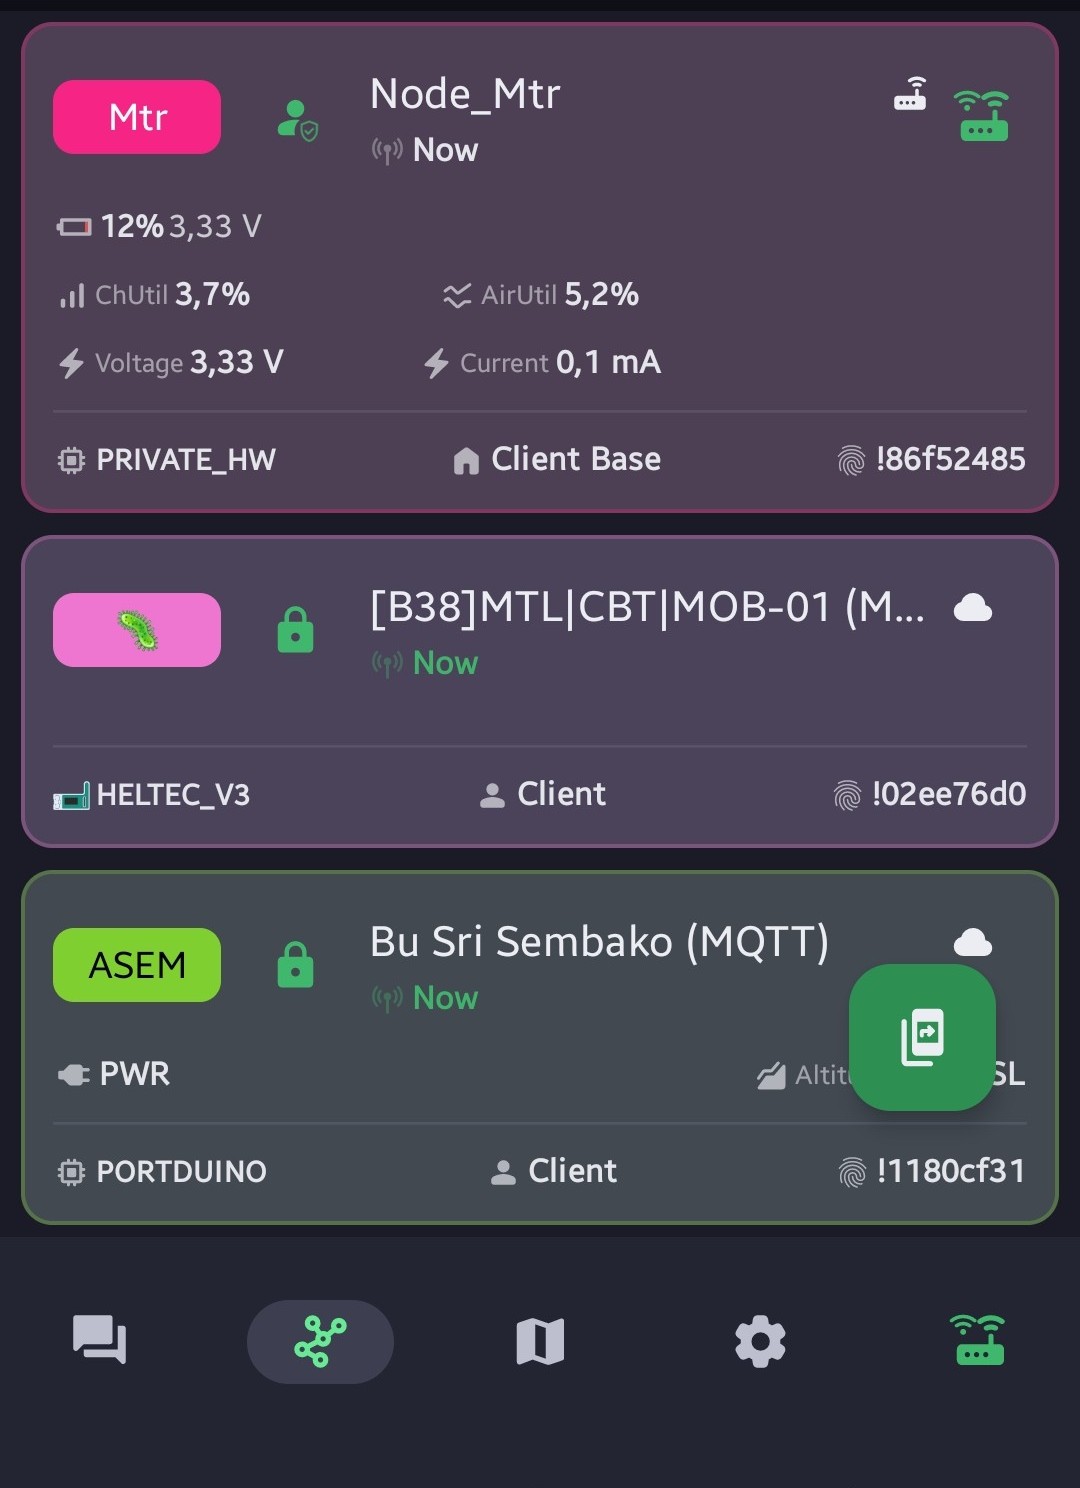 Mtr
Node_Mtr
Now
12% 3,33 V
ChUtil 3,7% AirUtil 5,2%
Voltage 3,33 V Current 0,1 mA
PRIVATE_HW Client Base !86f52485
[B38]MTL|CBT|MOB-01 (M...
Now
HELTEC_V3 Client !02ee76d0
ASEM
Bu Sri Sembako (MQTT)
Now
PWR
PORTDUINO Client !1180cf31